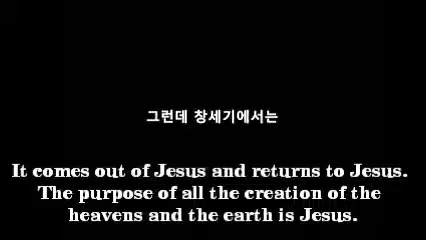 그런데 창세기에서는
It comes out of Jesus and returns to Jesus.
The purpose of all the creation of the
heavens and the earth is Jesus.